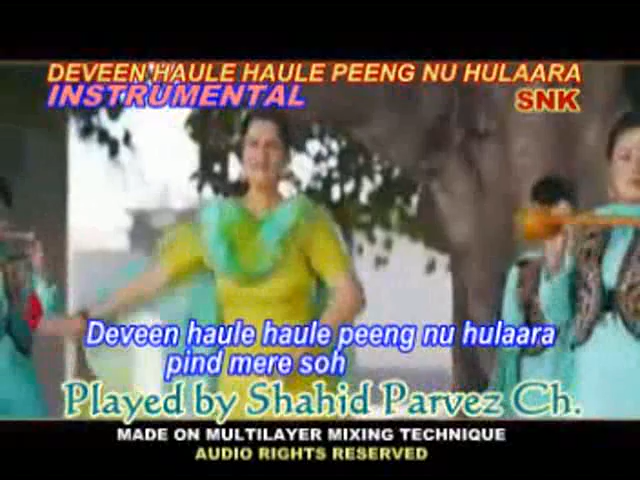 DEVEEN HAULE HAULE PEENG NU HULAARA
INSTRUMENTAL
SNK
Deveen haule haule peeng nu hulaara
pind mere soh
Played by Shahid Parvez Ch.
MADE ON MULTILAYER MIXING TECHNIQUE
AUDIO RIGHTS RESERVED